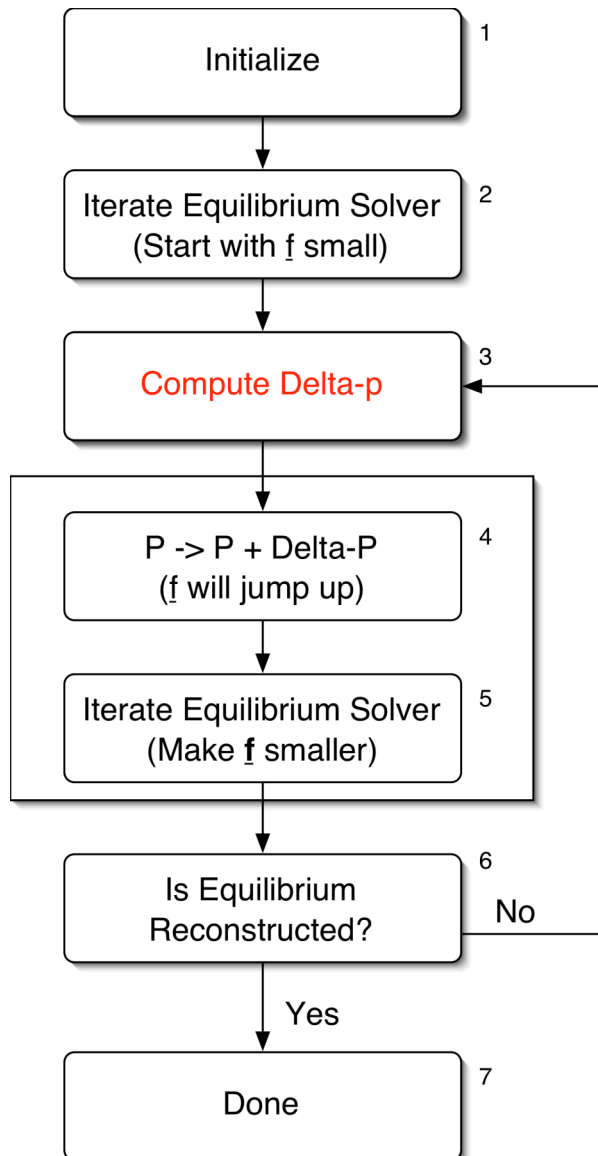 1
Initialize
2
Iterate Equilibrium Solver
(Start with f small)
3
Compute Delta-p
4
P -> P + Delta-P
(f will jump up)
5
Iterate Equilibrium Solver
(Make f smaller)
6
Is Equilibrium
Reconstructed?
No
Yes
7
Done